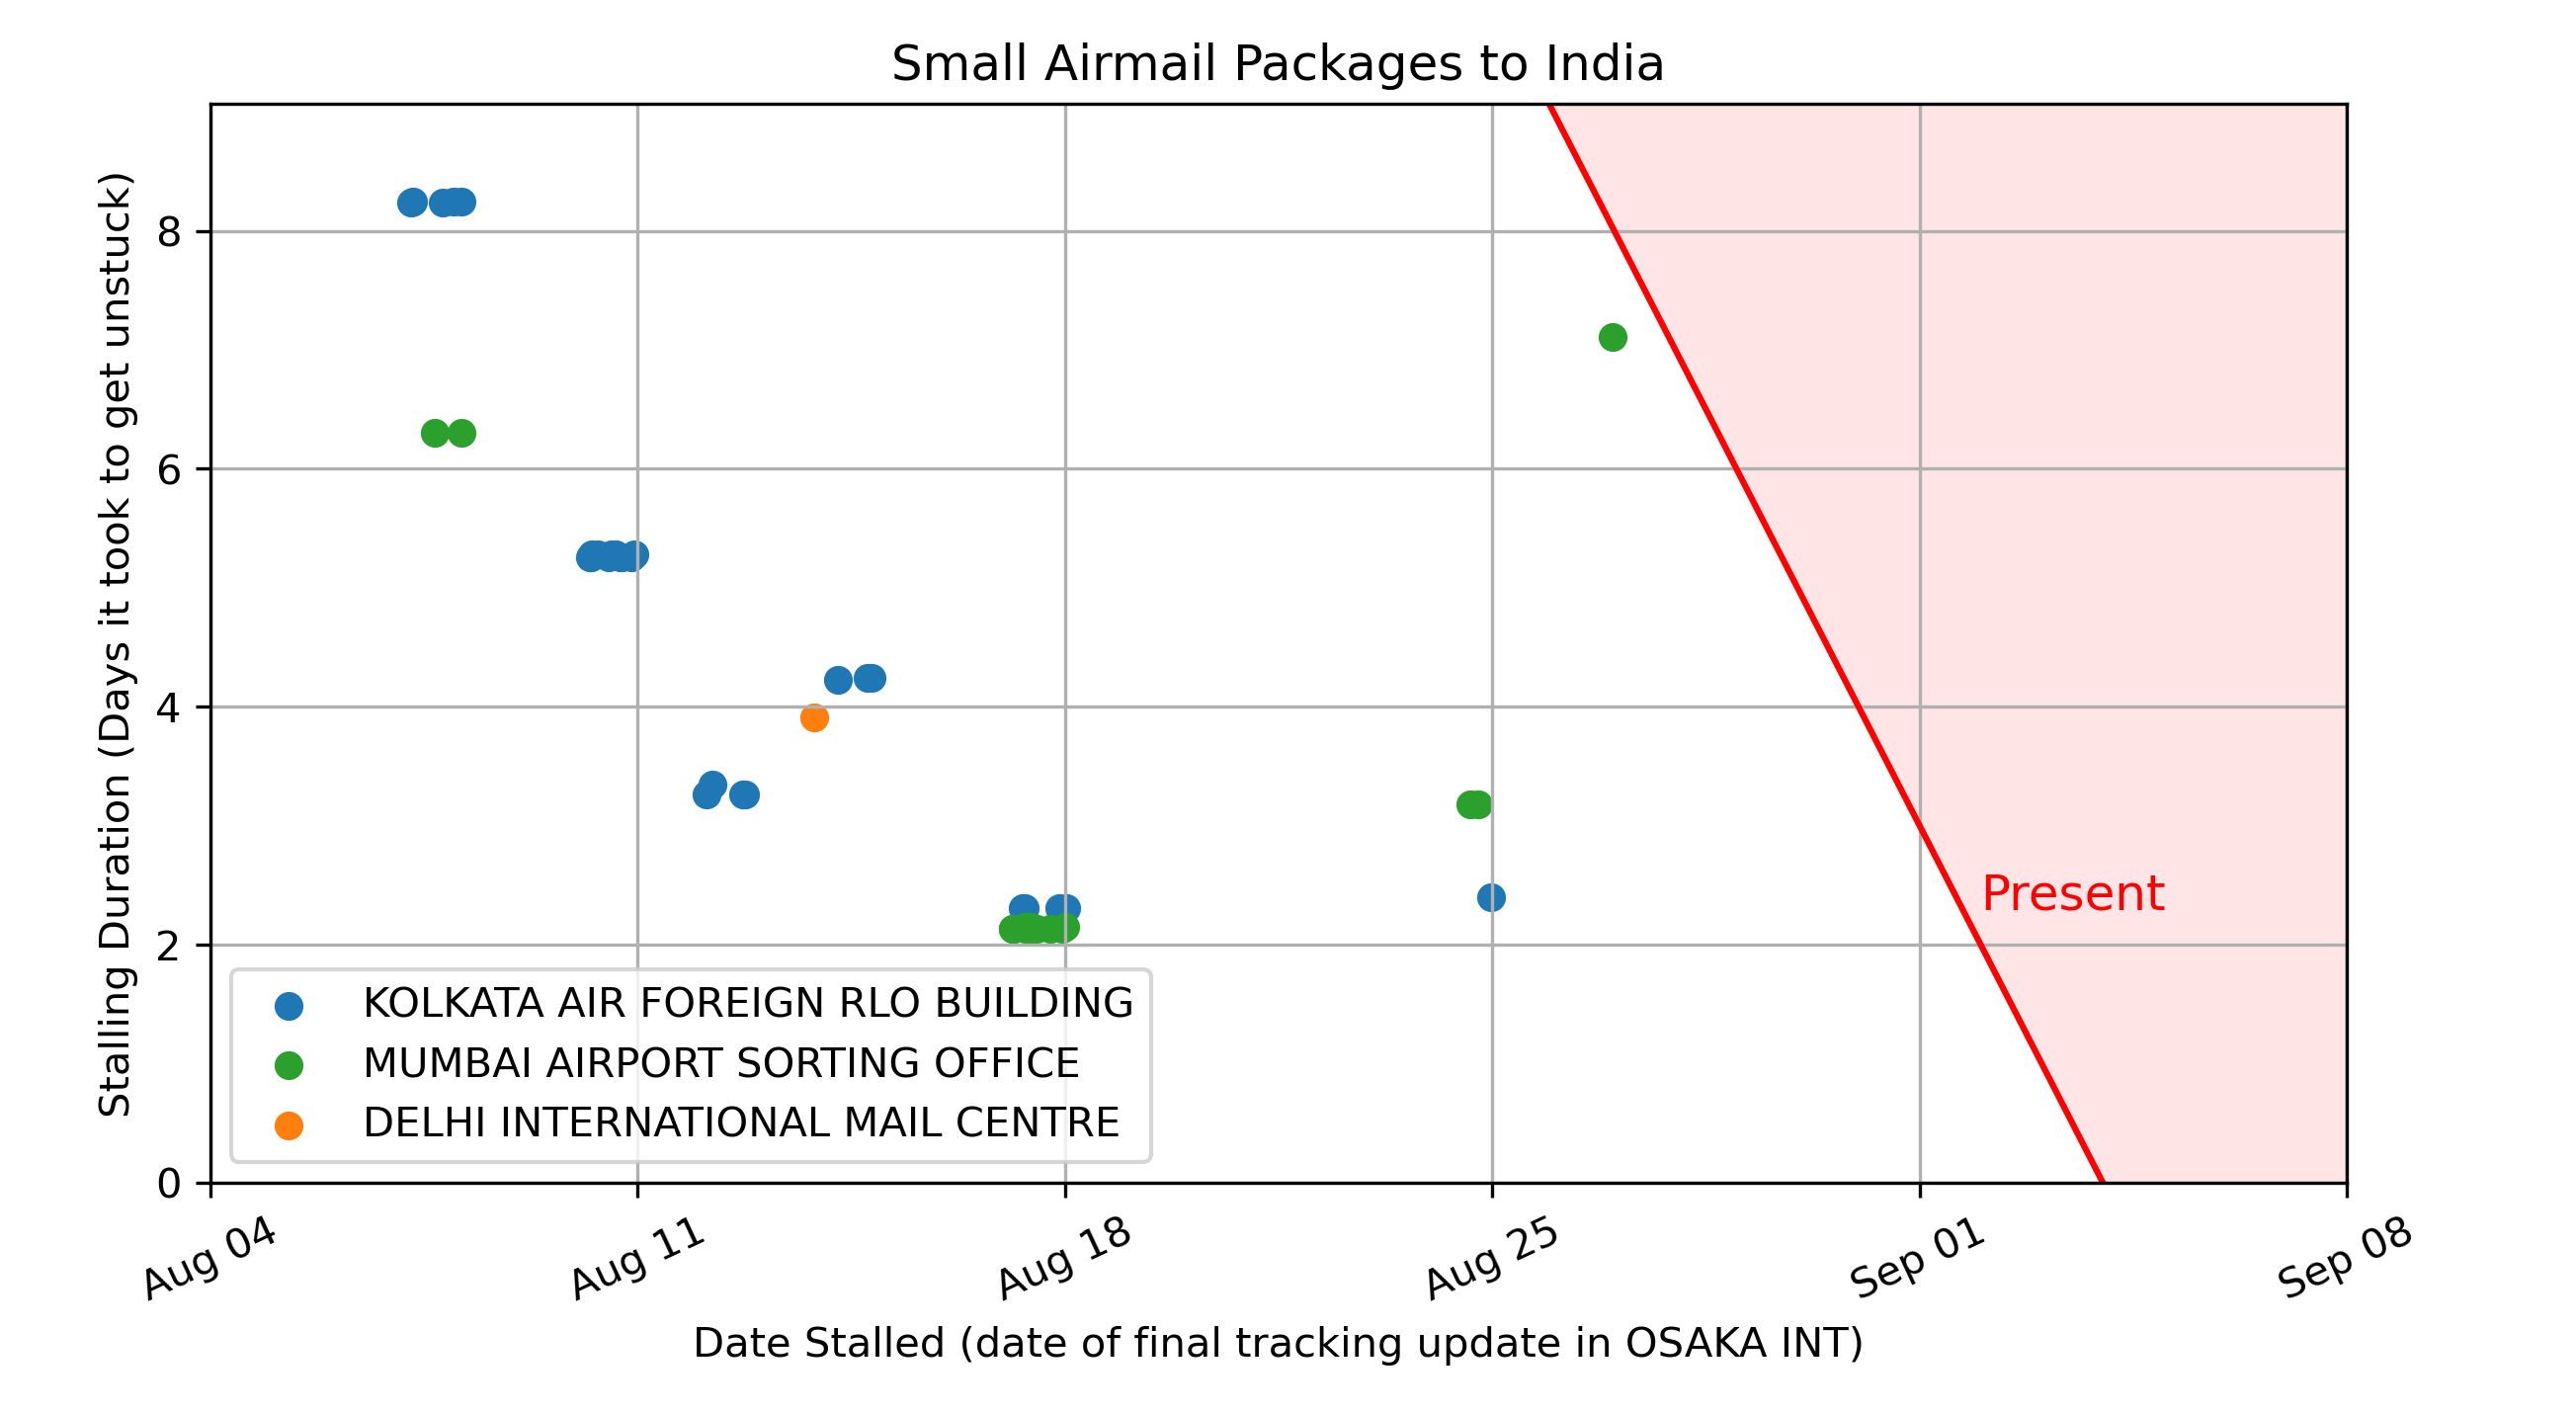 Small Airmail Packages to India
Stalling Duration (Days it took to get unstuck)
8
6
4
2
0
Present
KOLKATA AIR FOREIGN RLO BUILDING
MUMBAI AIRPORT SORTING OFFICE
DELHI INTERNATIONAL MAIL CENTRE
Aug 04
Aug 11
Aug 18
Aug 25
Sep 01
Sep 08
Date Stalled (date of final tracking update in OSAKA INT)